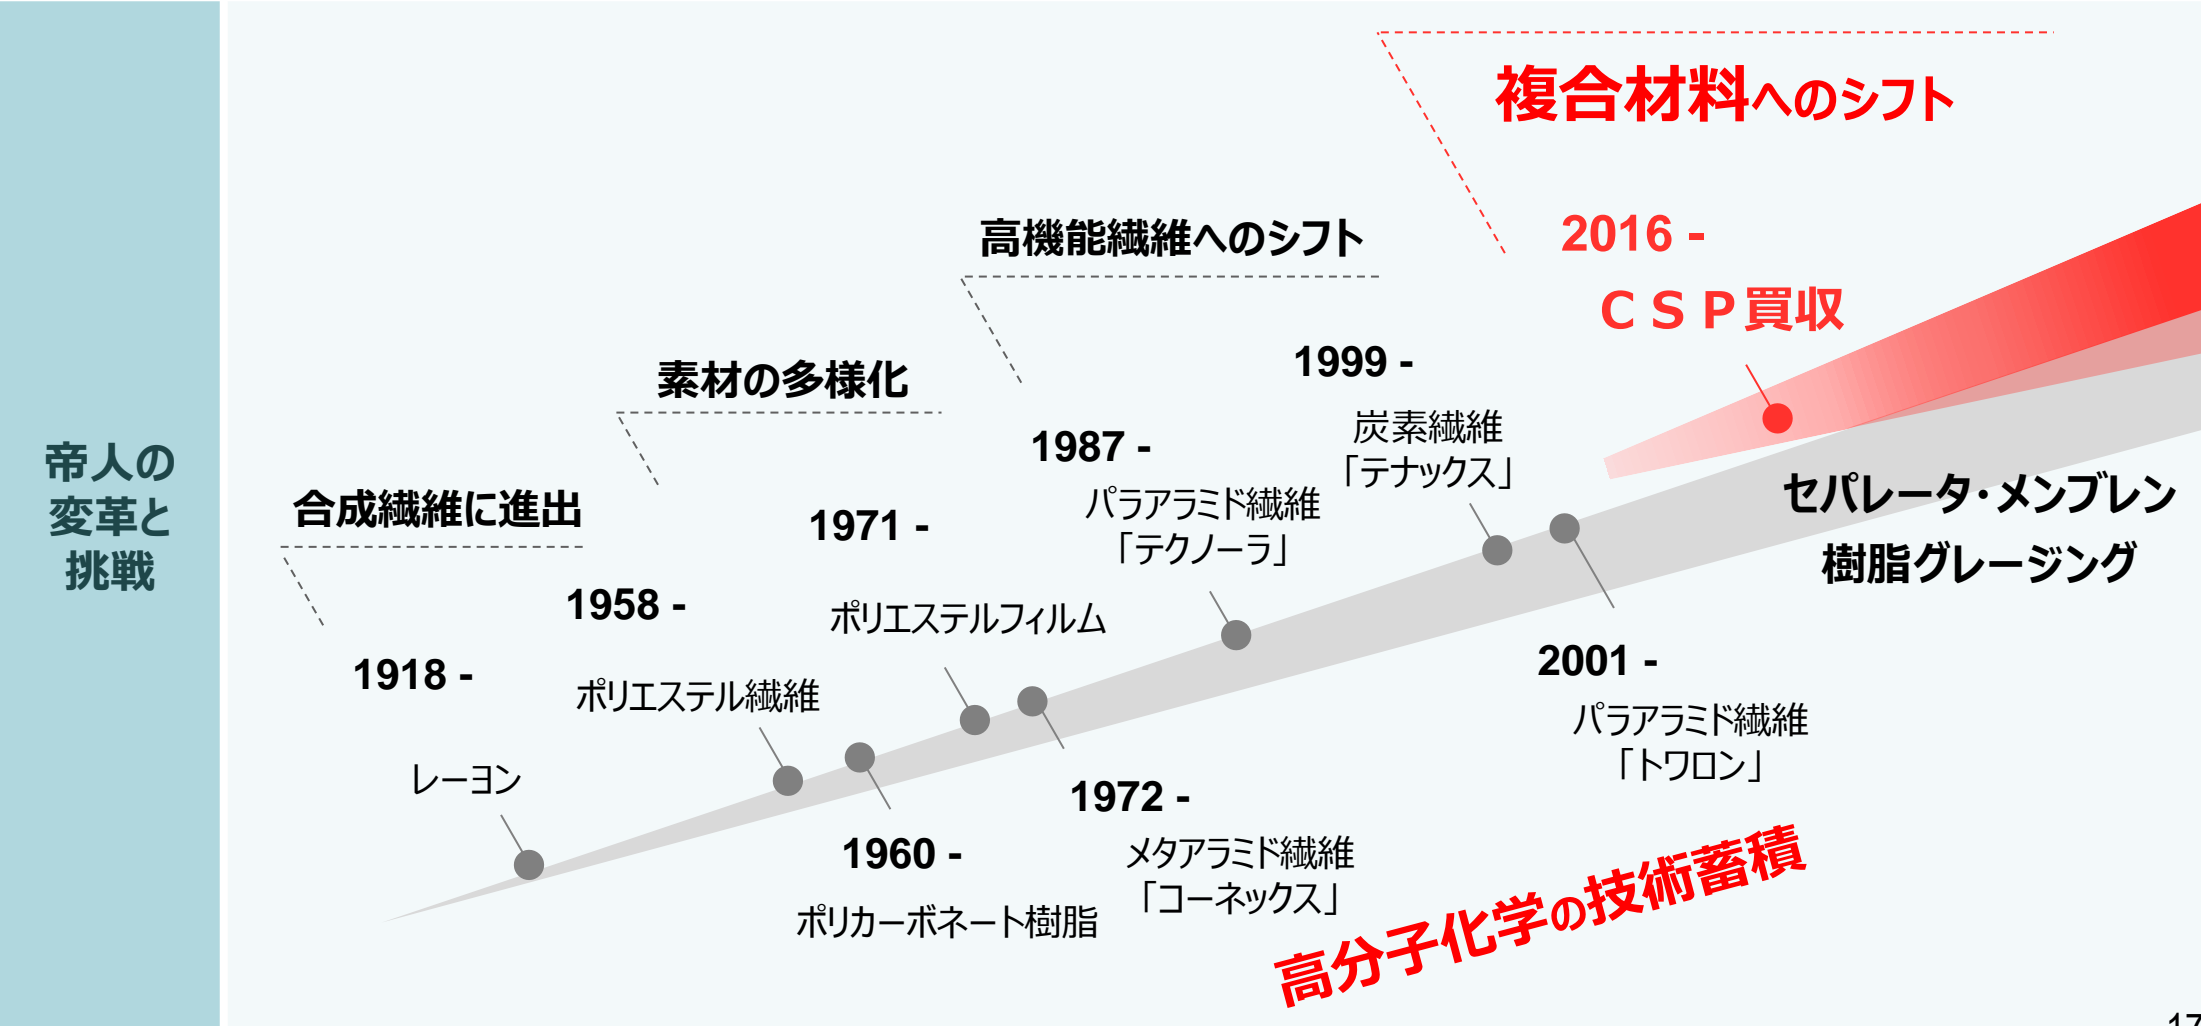 帝人の
変革と
挑戦
複合材料へのシフト
2016 -
ＣＳＰ買収
高機能繊維へのシフト
1999 -
炭素繊維
「テナックス」
素材の多様化
1987 -
パラアラミド繊維
「テクノーラ」
合成繊維に進出
1971 -
ポリエステルフィルム
1958 -
ポリエステル繊維
1918 -
レーヨン
セパレータ・メンブレン
樹脂グレージング
2001 -
パラアラミド繊維
「トワロン」
1972 -
メタアラミド繊維
「コーネックス」
1960 -
ポリカーボネート樹脂
高分子化学の技術蓄積
17